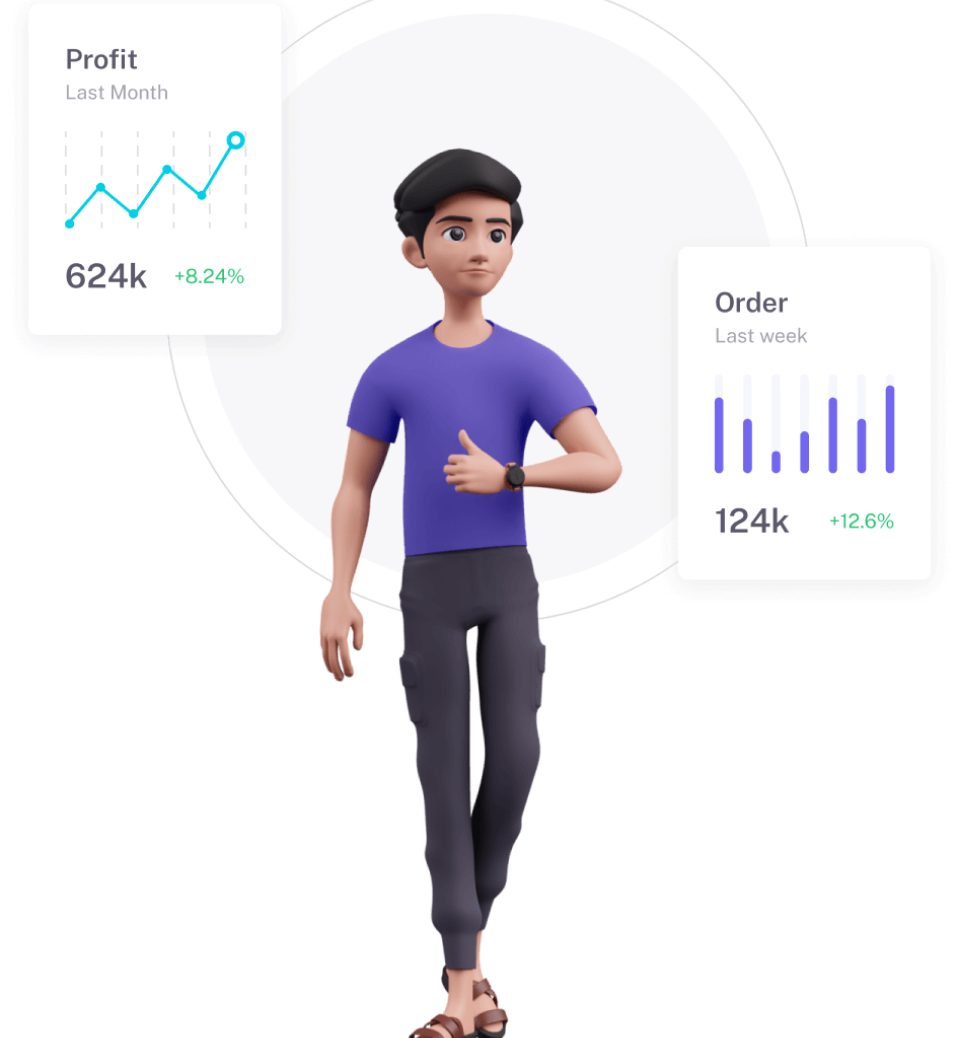 Profit
Last Month
624k +8.24%
Order
Last week
124k +12.6%